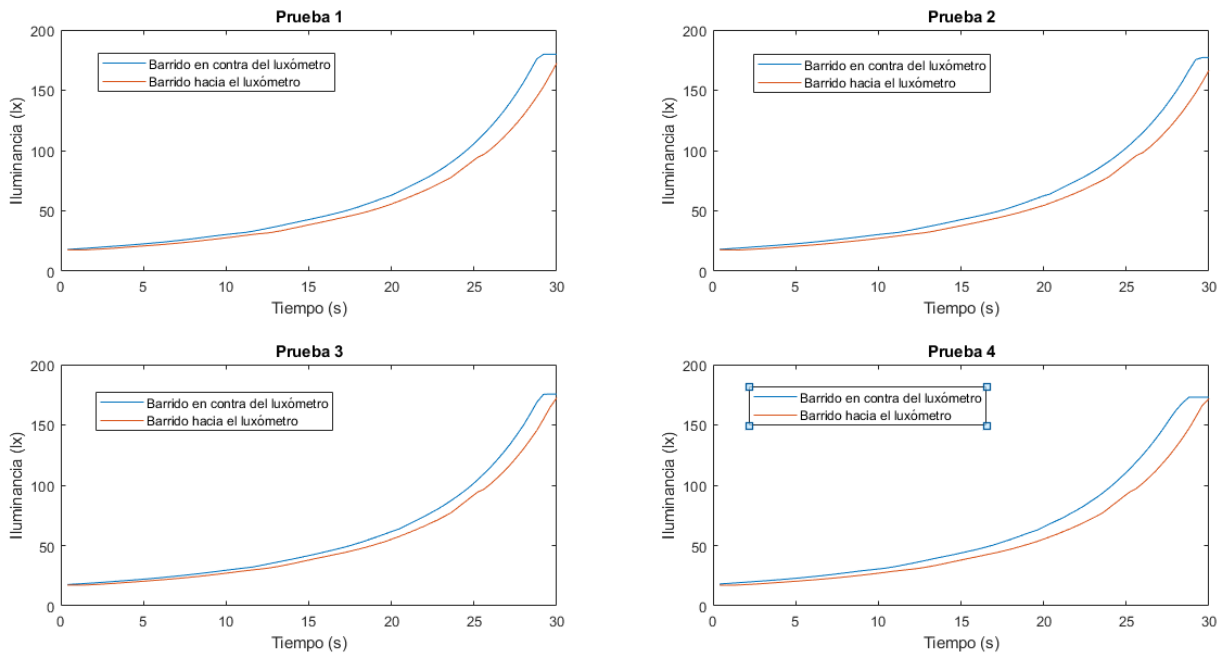 Prueba 1
200
150
100
50
0
Iluminancia (lx)
Barrido en contra del luxómetro
Barrido hacia el luxómetro
0 5 10 15 20 25 30
Tiempo (s)
Prueba 2
200
150
100
50
0
Iluminancia (lx)
Barrido en contra del luxómetro
Barrido hacia el luxómetro
0 5 10 15 20 25 30
Tiempo (s)
Prueba 3
200
150
100
50
0
Iluminancia (lx)
Barrido en contra del luxómetro
Barrido hacia el luxómetro
0 5 10 15 20 25 30
Tiempo (s)
Prueba 4
200
150
100
50
0
Iluminancia (lx)
Barrido en contra del luxómetro
Barrido hacia el luxómetro
0 5 10 15 20 25 30
Tiempo (s)